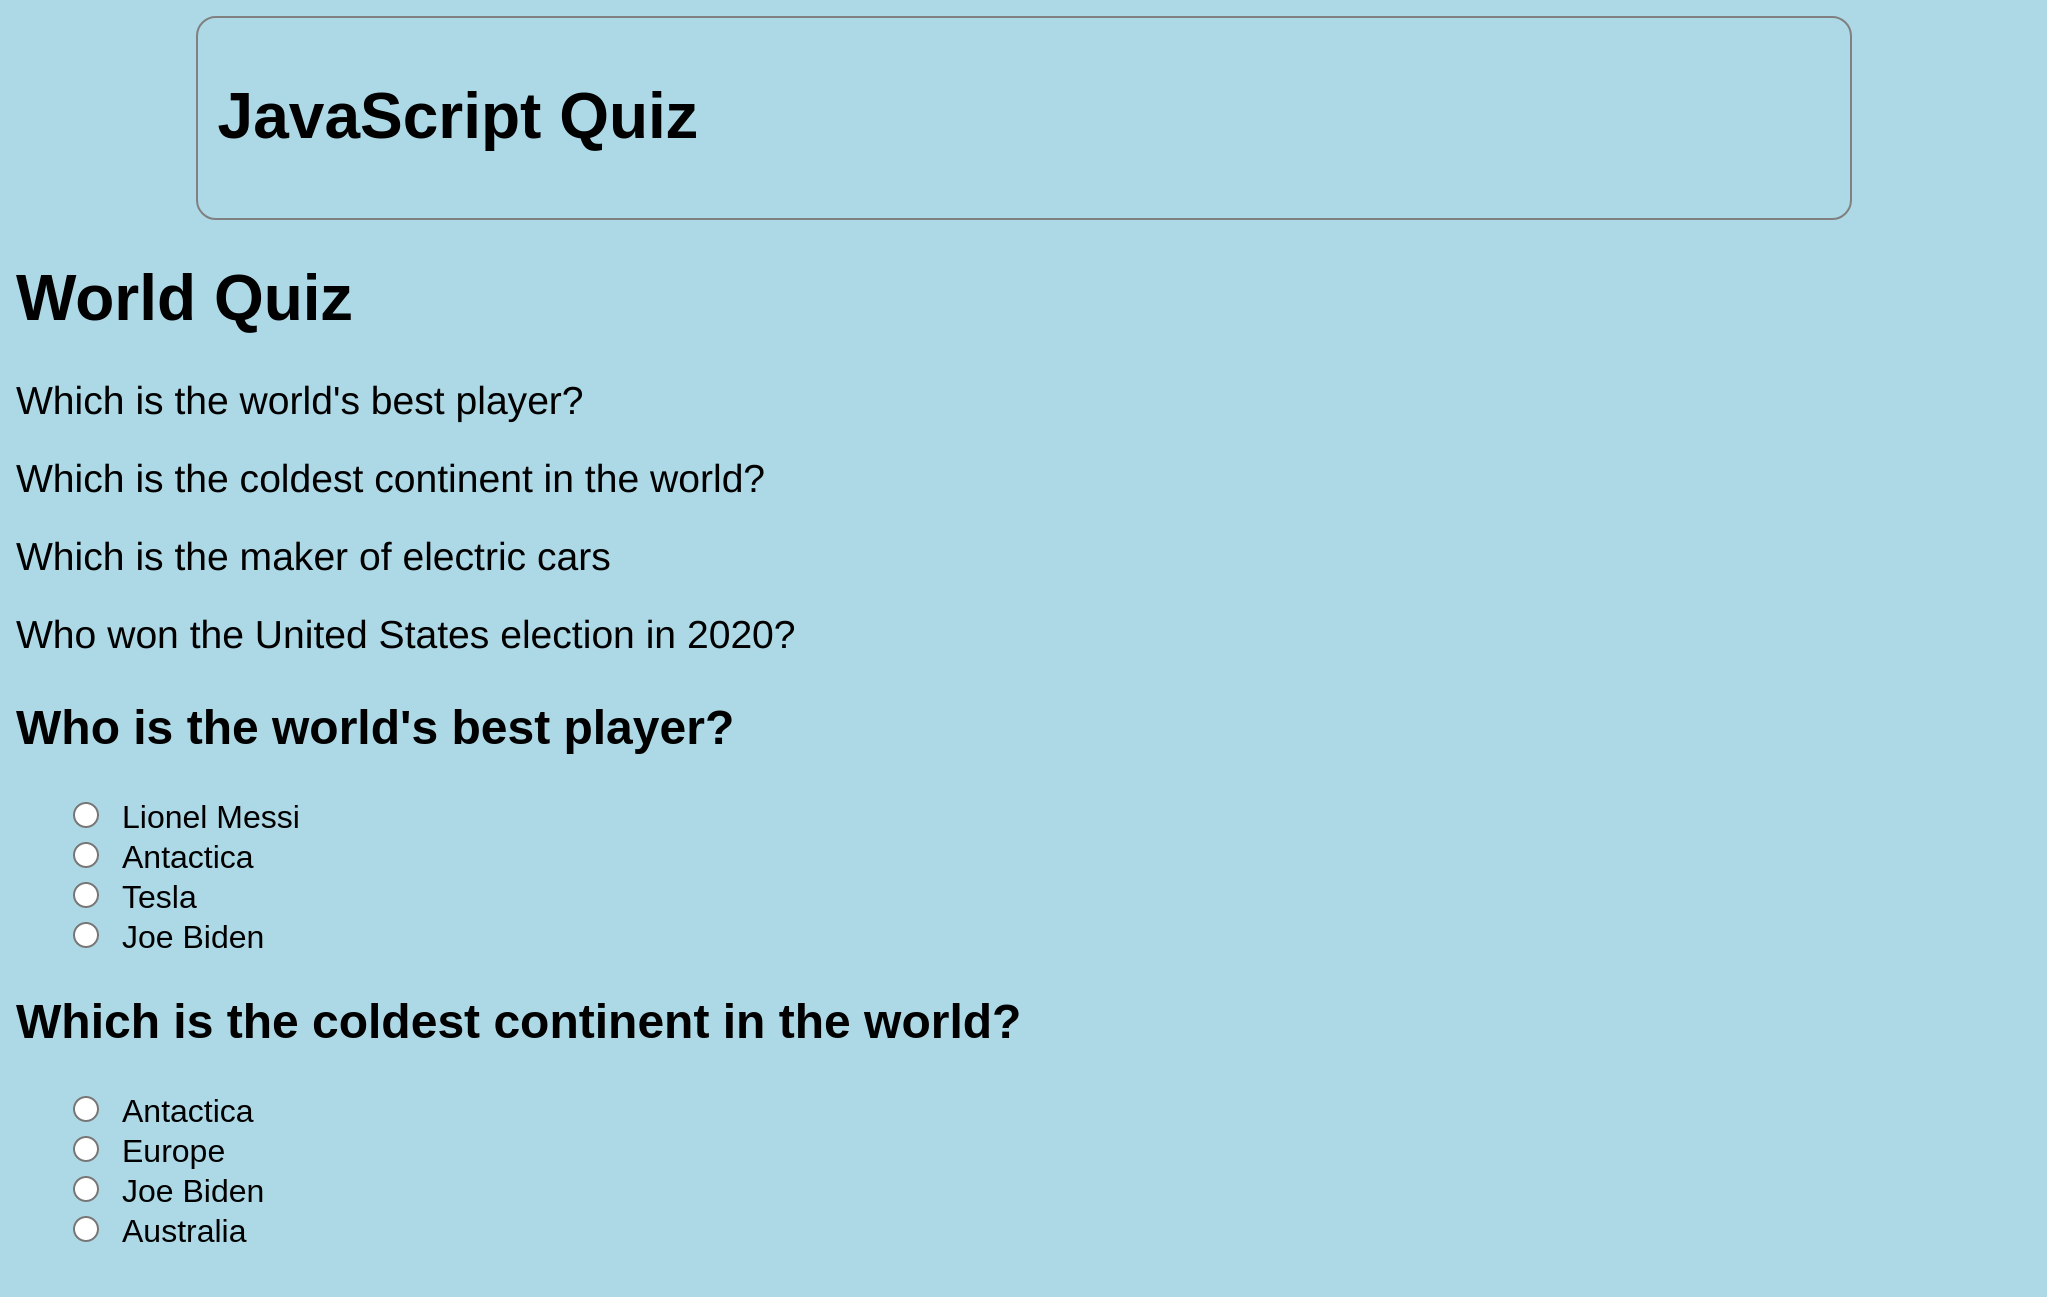 JavaScript Quiz
World Quiz
Which is the world's best player?
Which is the coldest continent in the world?
Which is the maker of electric cars
Who won the United States election in 2020?
Who is the world's best player?
Lionel Messi
Antactica
Tesla
Joe Biden
Which is the coldest continent in the world?
Antactica
Europe
Joe Biden
Australia